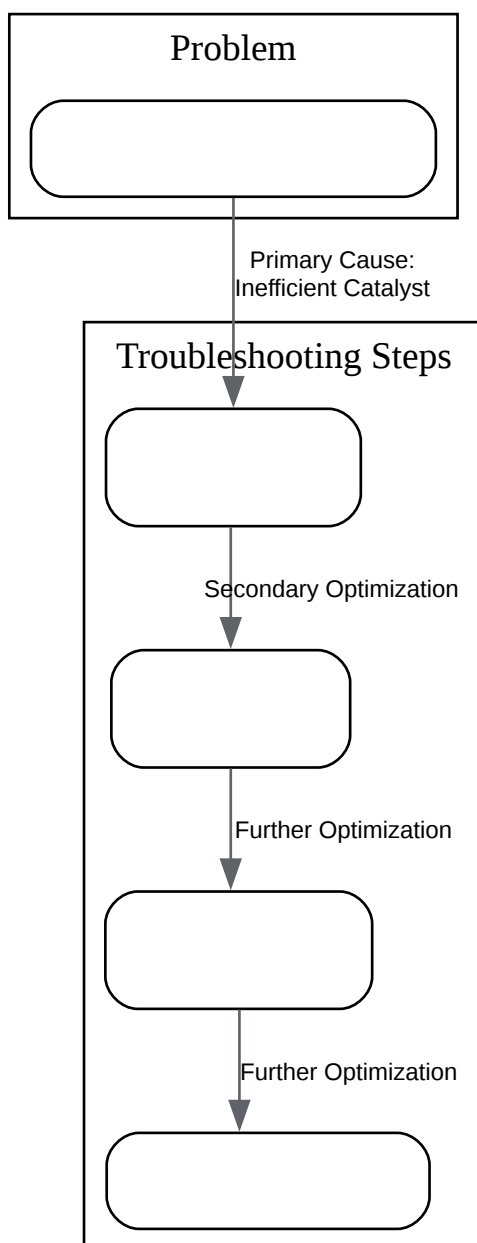 Problem
Primary Cause:
Inefficient Catalyst
Troubleshooting Steps
Secondary Optimization
Further Optimization
Further Optimization